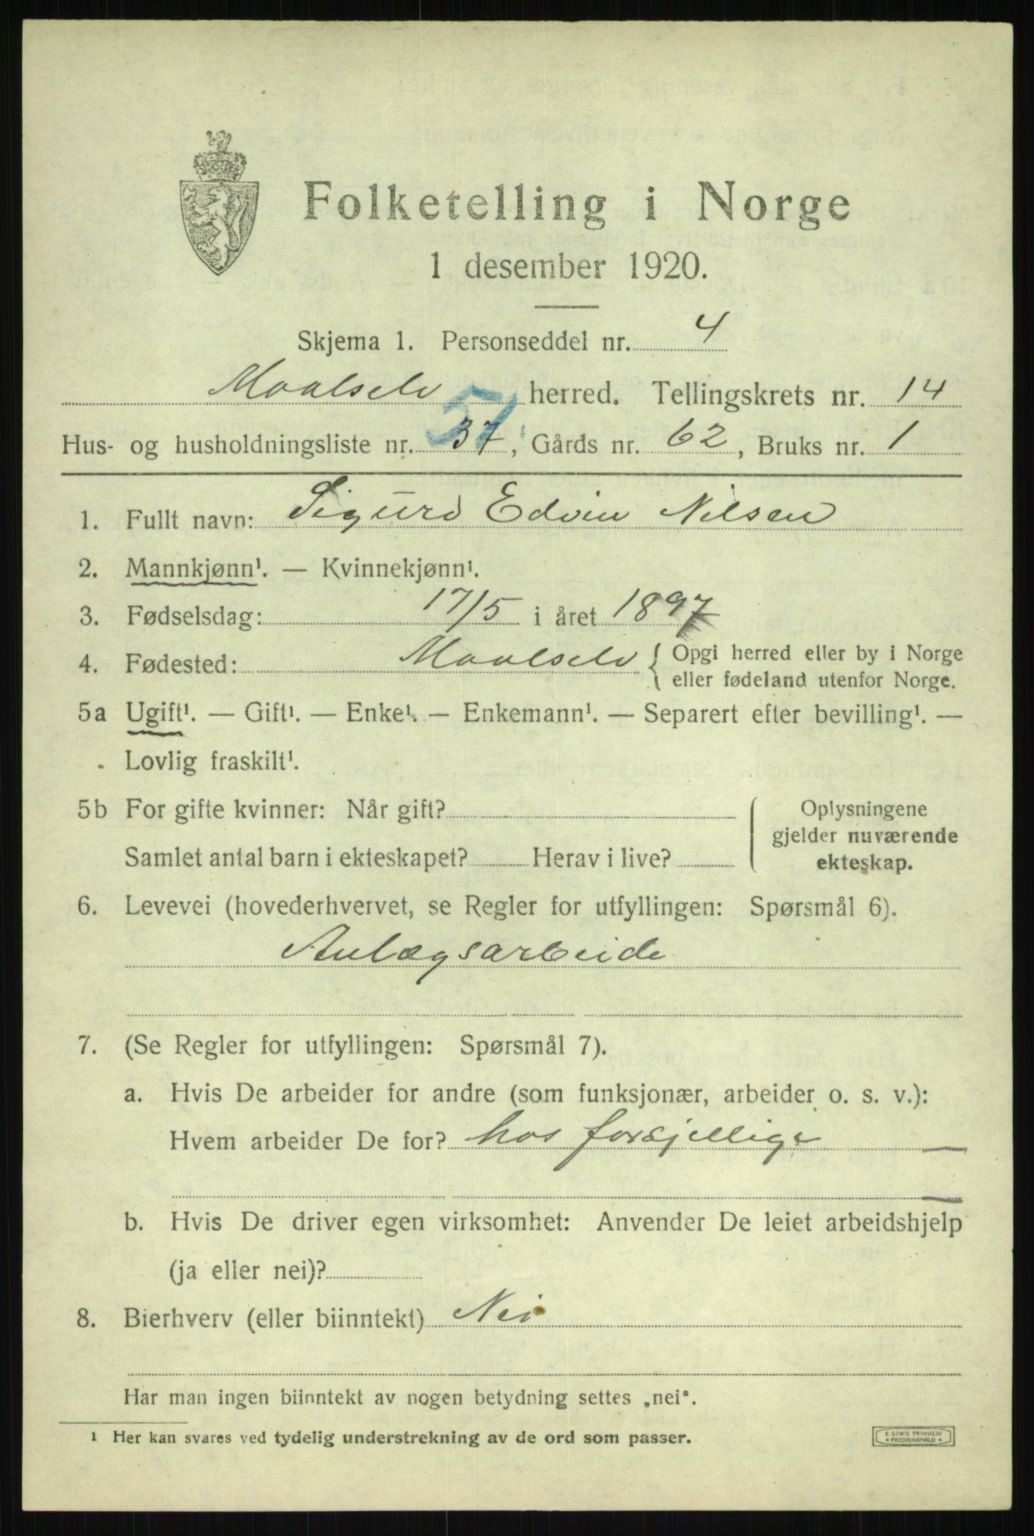 Folketelling i Norge
1 desember 1920.
Skjema 1. Personseddel nr. 4
Maalselv herred. Tellingskrets nr. 14
51
Hus- og husholdningsliste nr. 37, Gårds nr. 62, Bruks nr. 1
1. Fullt navn: Sigurd Edvin Nilsen
2. Mannkjønn¹. — Kvinnekjønn¹.
3. Fødselsdag: 17/5 i året 1897
4. Fødested: Maalselv { Opgi herred eller by i Norge
eller fødeland utenfor Norge.
5a Ugift¹. — Gift¹. — Enke¹. — Enkemann¹. — Separert efter bevilling¹. —
Lovlig fraskilt¹.
5b For gifte kvinner: Når gift?
Samlet antal barn i ekteskapet? Herav i live?
Oplysningene
gjelder nuværende
ekteskap.
6. Levevei (hovederhvervet, se Regler for utfyllingen: Spørsmål 6).
Anlægsarbeide
7. (Se Regler for utfyllingen: Spørsmål 7).
a. Hvis De arbeider for andre (som funksjonær, arbeider o. s. v.):
Hvem arbeider De for? hos forskjellige
b. Hvis De driver egen virksomhet: Anvender De leiet arbeidshjelp
(ja eller nei)?
8. Bierhverv (eller biinntekt) Nei
Har man ingen biinntekt av nogen betydning settes „nei“.
¹ Her kan svares ved tydelig understrekning av de ord som passer.